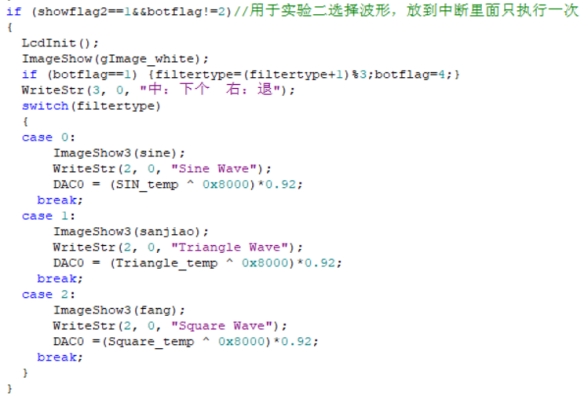 if (showflag2==1&&botflag!=2)//用于实验二选择波形，放到中断里面只执行一次
{
LcdInit();
ImageShow(gImage_white);
if (botflag==1) {filtertype=(filtertype+1)%3;botflag=4;}
WriteStr(3, 0, "中：下个　右：退");
switch(filtertype)
{
case 0:
ImageShow3(sine);
WriteStr(2, 0, "Sine Wave");
DAC0 = (SIN_temp ^ 0x8000)*0.92;
break;
case 1:
ImageShow3(sanjiao);
WriteStr(2, 0, "Triangle Wave");
DAC0 = (Triangle_temp ^ 0x8000)*0.92;
break;
case 2:
ImageShow3(fang);
WriteStr(2, 0, "Square Wave");
DAC0 =(Square_temp ^ 0x8000)*0.92;
break;
}
}